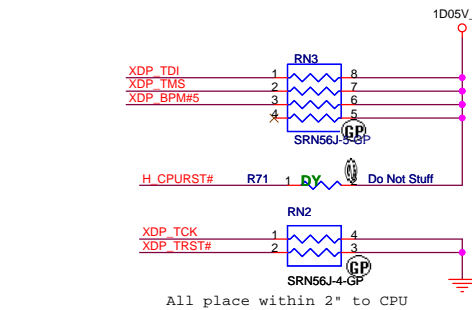 1D05V_
RN3
XDP_TDI 1 8
XDP_TMS 2 7
XDP_BPM#5 3 6
4 5
SRN56J-5-GP
GP
H_CPURST# R71 1 DY Do Not Stuff
RN2
XDP_TCK 1 4
XDP_TRST# 2 3
SRN56J-4-GP
GP
All place within 2" to CPU